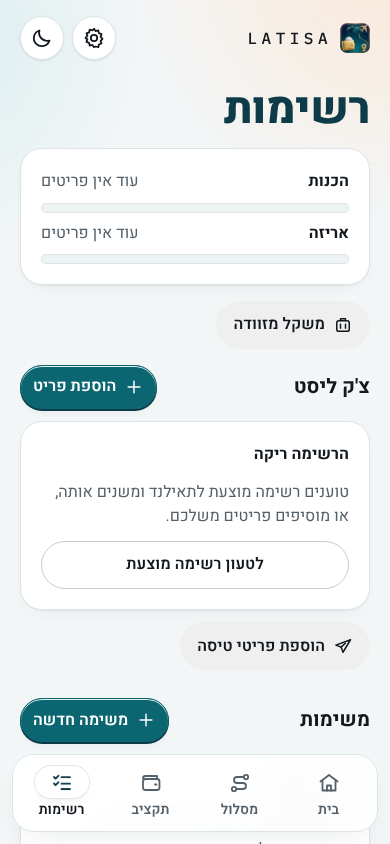 LATISA
רשימות
הכנות
עוד אין פריטים
אריזה
עוד אין פריטים
משקל מזוודה
צ'ק ליסט
הוספת פריט
הרשימה ריקה
טוענים רשימה מוצעת לתאילנד ומשנים אותה,
או מוסיפים פריטים משלכם.
לטעון רשימה מוצעת
הוספת פריטי טיסה
משימות
משימה חדשה
בית
מסלול
תקציב
רשימות